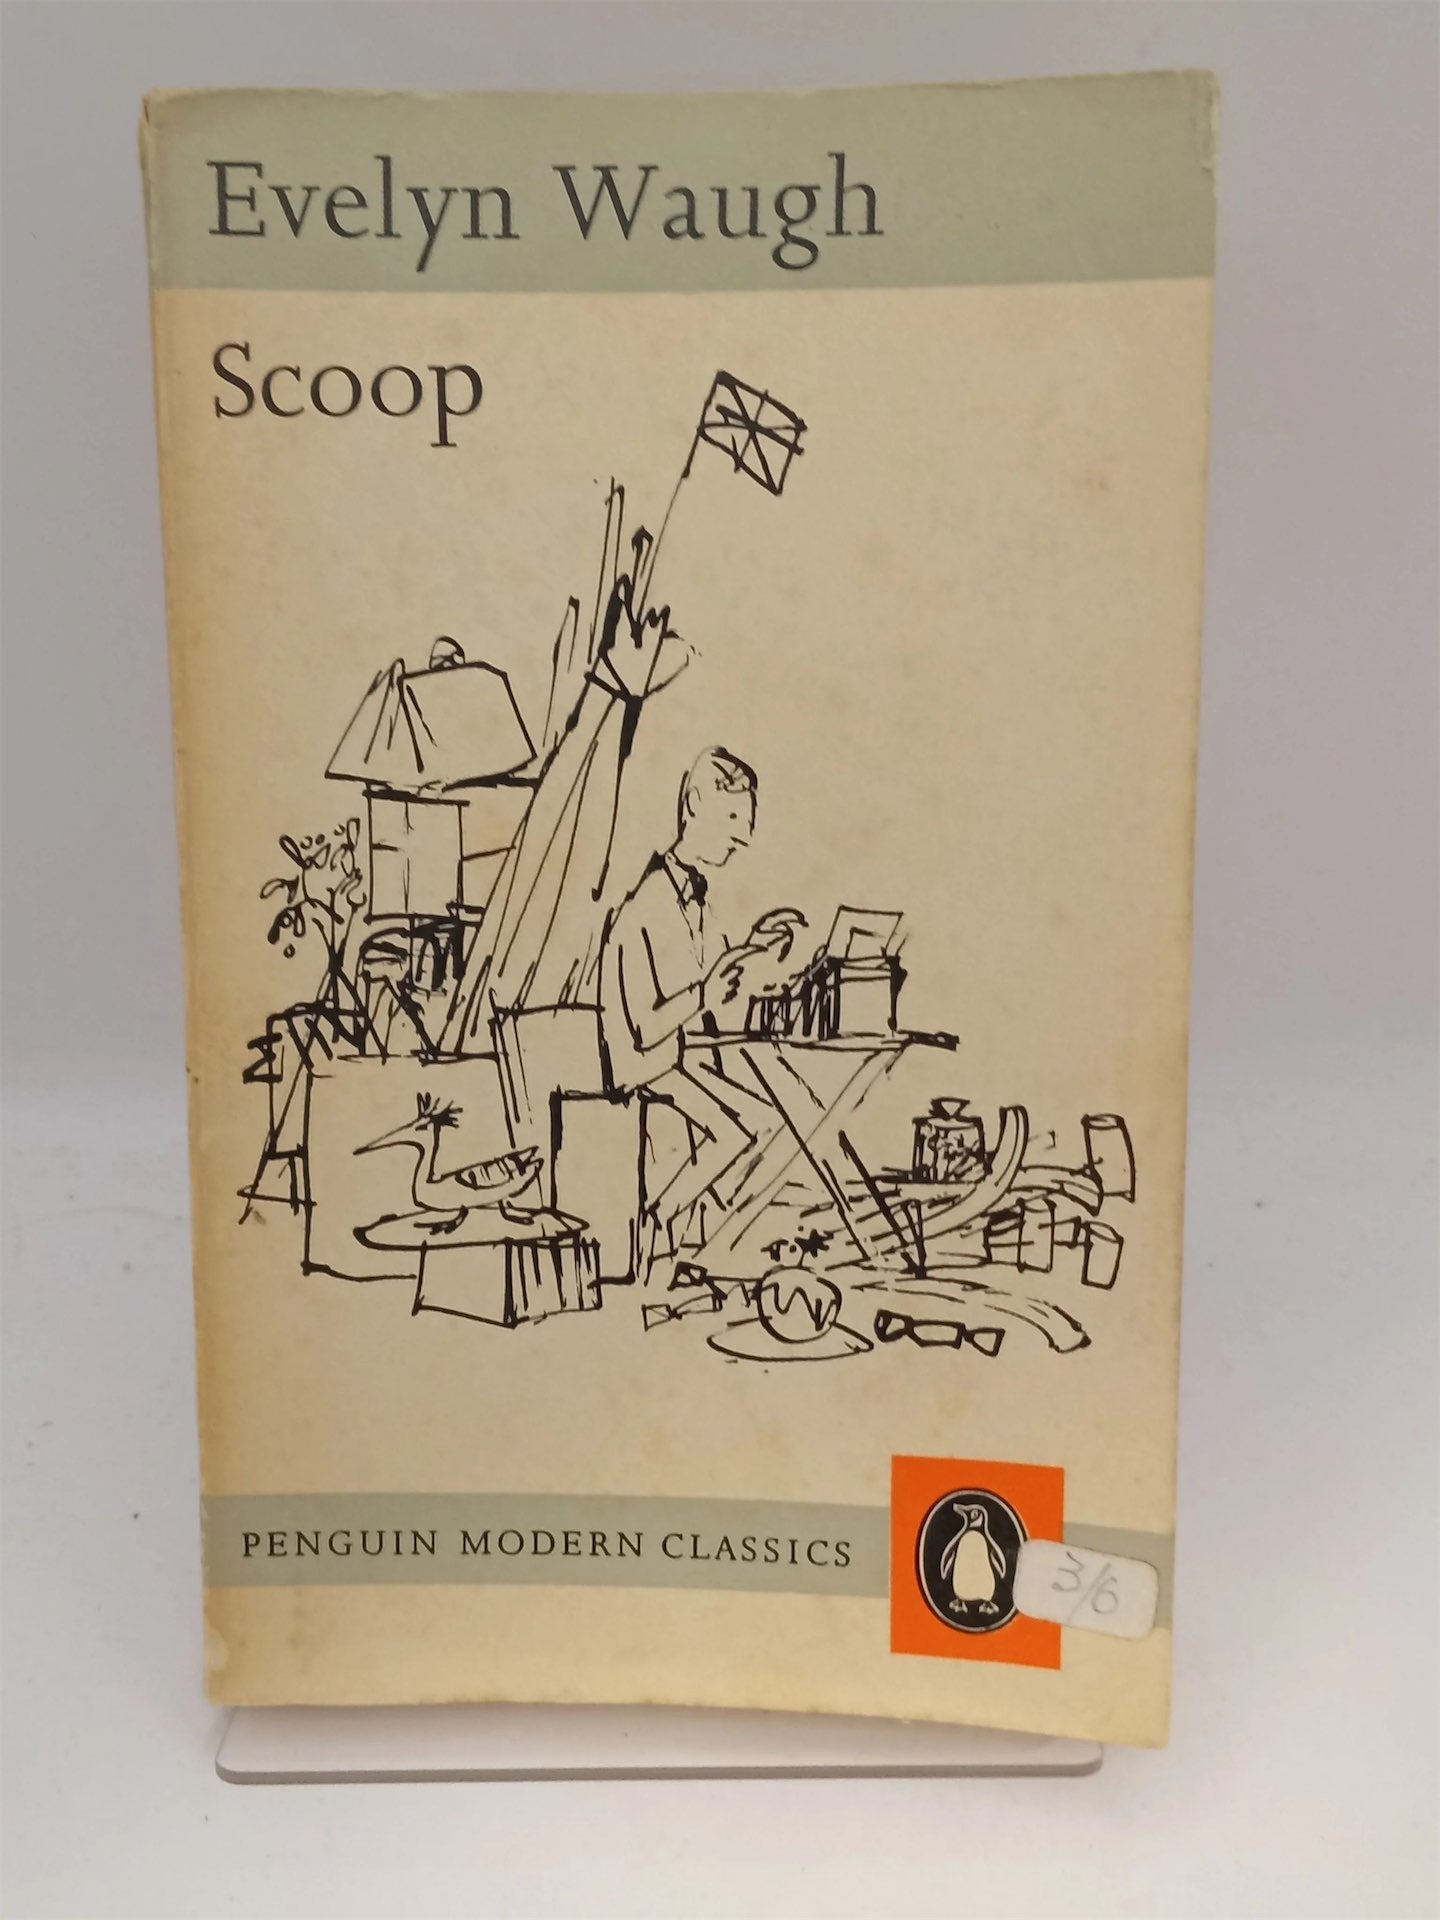 Evelyn Waugh
Scoop
PENGUIN MODERN CLASSICS
3/6